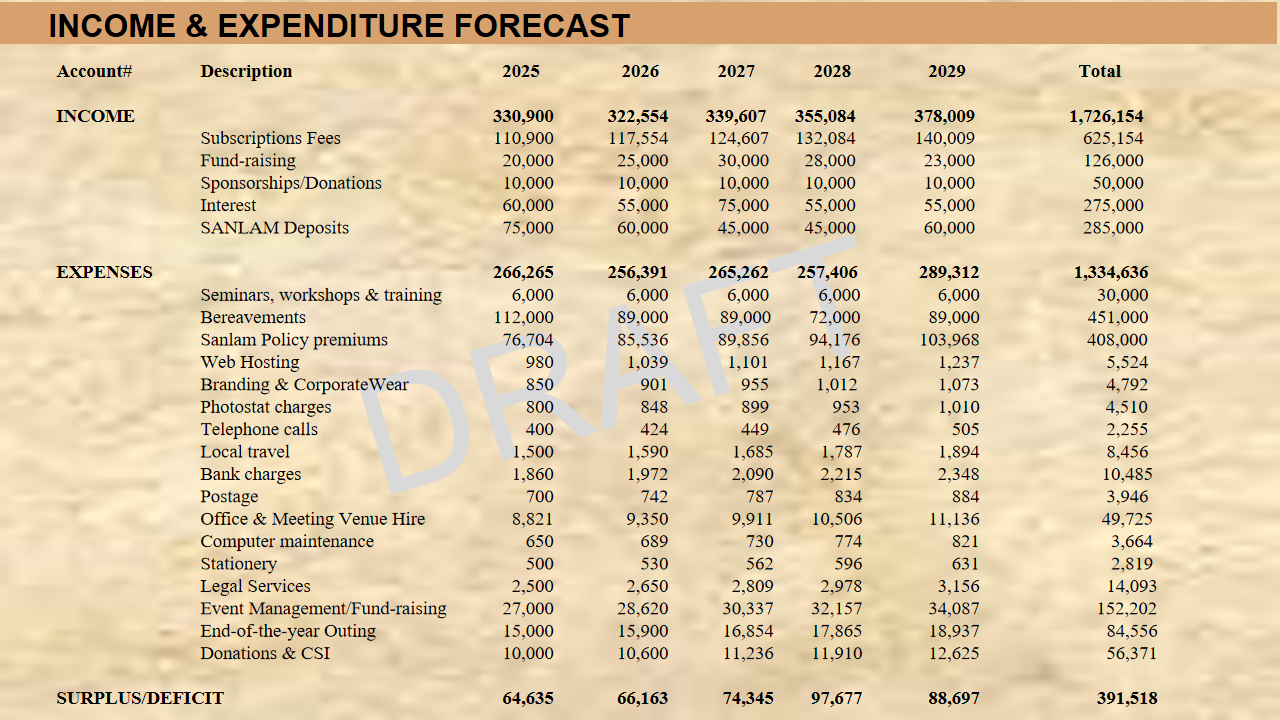 INCOME & EXPENDITURE FORECAST
Account# Description 2025 2026 2027 2028 2029 Total
INCOME 330,900 322,554 339,607 355,084 378,009 1,726,154
Subscriptions Fees 110,900 117,554 124,607 132,084 140,009 625,154
Fund-raising 20,000 25,000 30,000 28,000 23,000 126,000
Sponsorships/Donations 10,000 10,000 10,000 10,000 10,000 50,000
Interest 60,000 55,000 75,000 55,000 55,000 275,000
SANLAM Deposits 75,000 60,000 45,000 45,000 60,000 285,000
EXPENSES 266,265 256,391 265,262 257,406 289,312 1,334,636
Seminars, workshops & training 6,000 6,000 6,000 6,000 6,000 30,000
Bereavements 112,000 89,000 89,000 72,000 89,000 451,000
Sanlam Policy premiums 76,704 85,536 89,856 94,176 103,968 408,000
Web Hosting 980 1,039 1,101 1,167 1,237 5,524
Branding & CorporateWear 850 901 955 1,012 1,073 4,792
Photostat charges 800 848 899 953 1,010 4,510
Telephone calls 400 424 449 476 505 2,255
Local travel 1,500 1,590 1,685 1,787 1,894 8,456
Bank charges 1,860 1,972 2,090 2,215 2,348 10,485
Postage 700 742 787 834 884 3,946
Office & Meeting Venue Hire 8,821 9,350 9,911 10,506 11,136 49,725
Computer maintenance 650 689 730 774 821 3,664
Stationery 500 530 562 596 631 2,819
Legal Services 2,500 2,650 2,809 2,978 3,156 14,093
Event Management/Fund-raising 27,000 28,620 30,337 32,157 34,087 152,202
End-of-the-year Outing 15,000 15,900 16,854 17,865 18,937 84,556
Donations & CSI 10,000 10,600 11,236 11,910 12,625 56,371
SURPLUS/DEFICIT 64,635 66,163 74,345 97,677 88,697 391,518
DRAFT